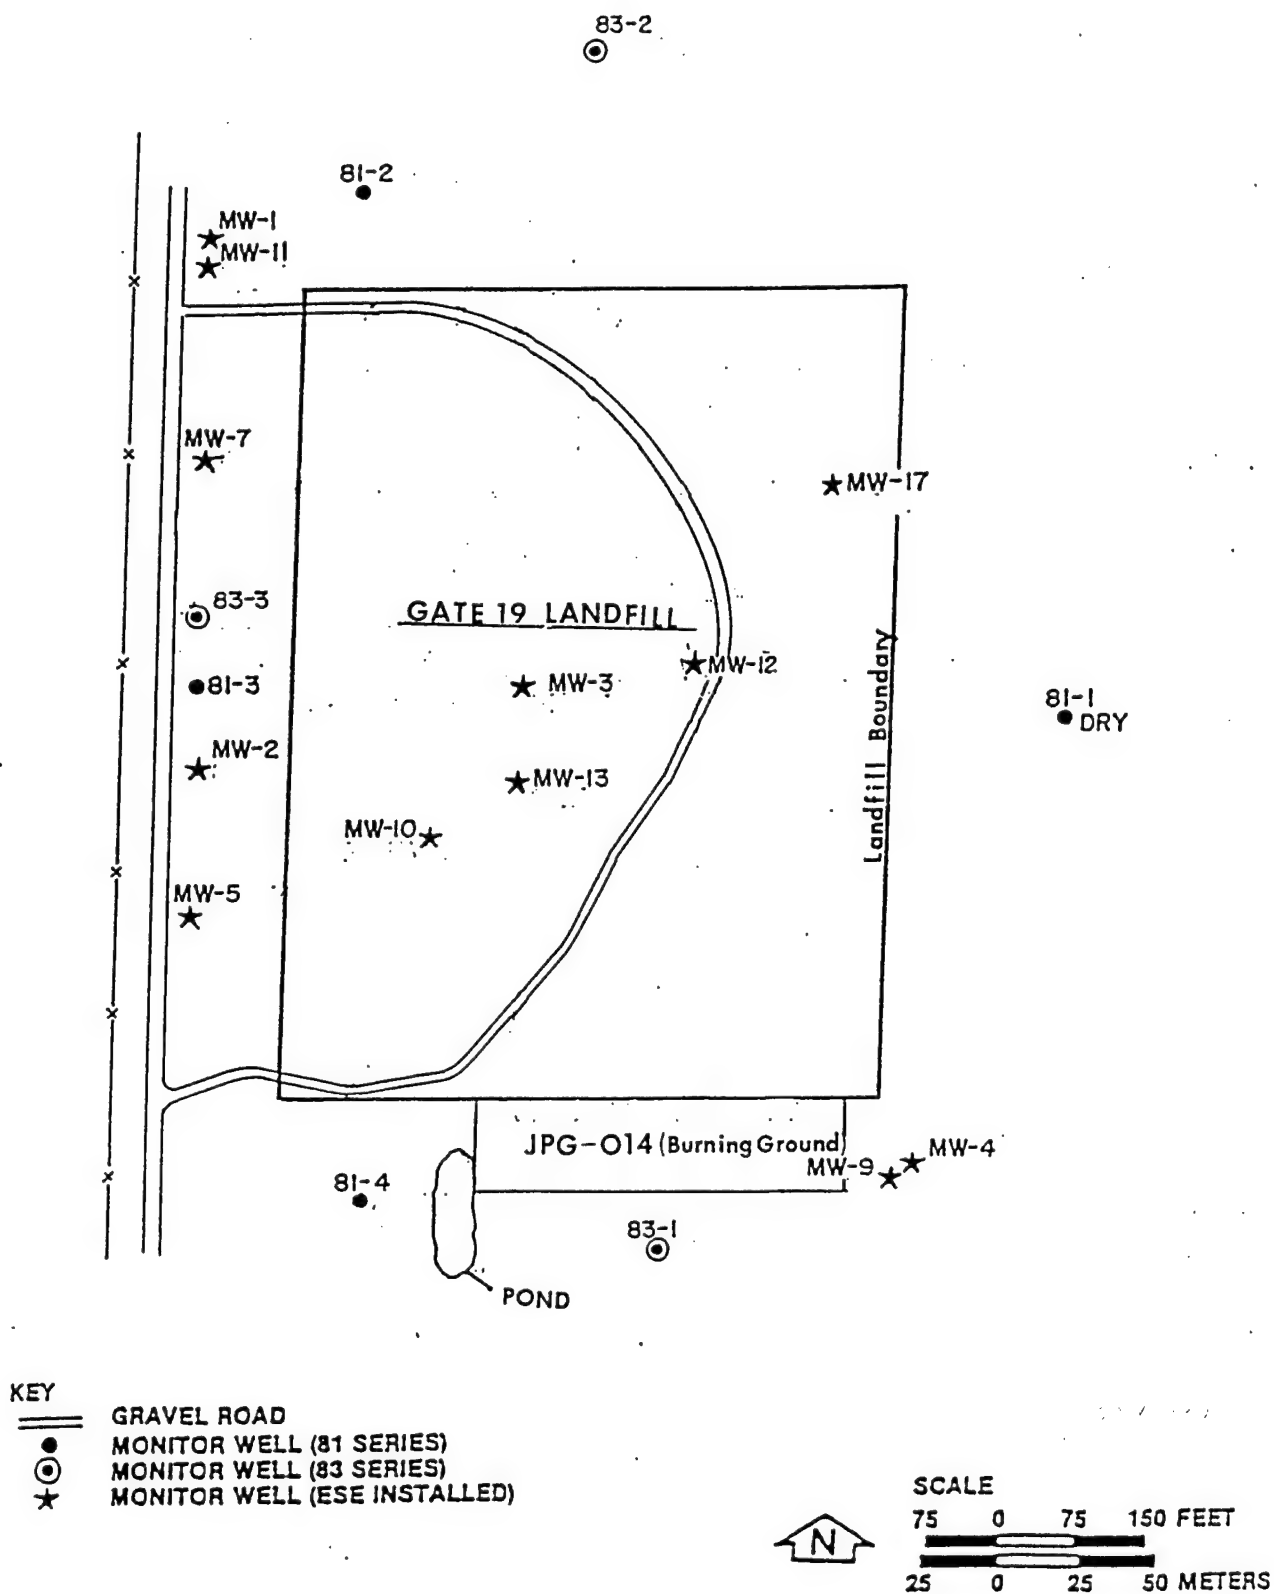 83-2
81-2
MW-1
MW-11
MW-7
MW-17
83-3
GATE 19 LANDFILL
MW-12
81-3
MW-3
81-1
DRY
MW-2
MW-13
Landfill Boundary
MW-10
MW-5
JPG-014 (Burning Ground)
MW-4
MW-9
81-4
83-1
POND
KEY
GRAVEL ROAD
MONITOR WELL (81 SERIES)
MONITOR WELL (83 SERIES)
MONITOR WELL (ESE INSTALLED)
SCALE
75 0 75 150 FEET
N
25 0 25 50 METERS